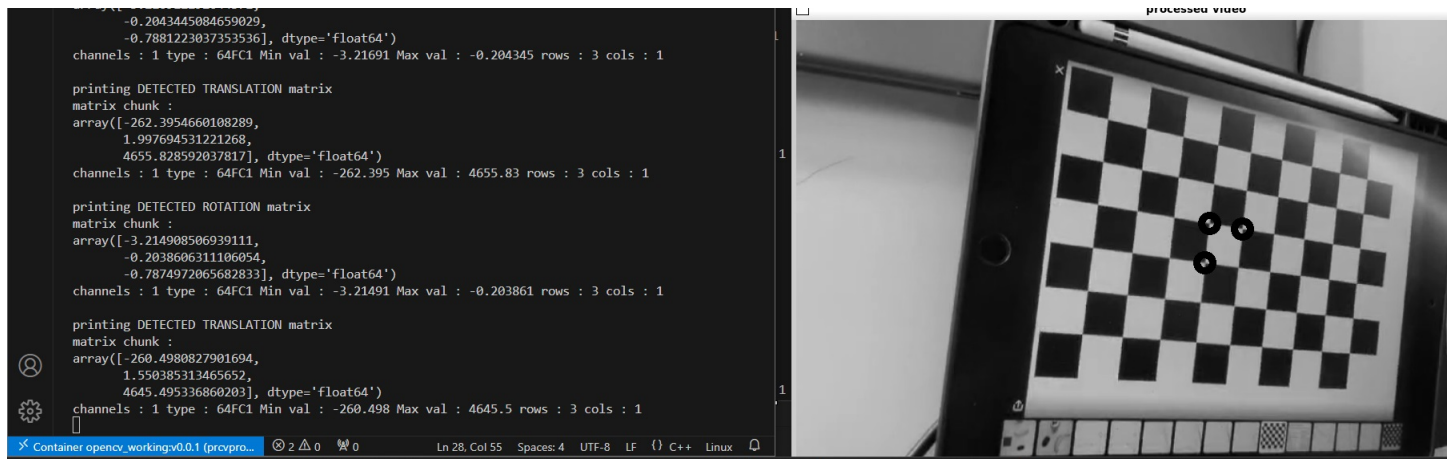 -0.2043445084659029,
-0.7881223037353536], dtype='float64')
channels : 1 type : 64FC1 Min val : -3.21691 Max val : -0.204345 rows : 3 cols : 1
printing DETECTED TRANSLATION matrix
matrix chunk :
array([-262.3954660108289,
1.997694531221268,
4655.828592037817], dtype='float64')
channels : 1 type : 64FC1 Min val : -262.395 Max val : 4655.83 rows : 3 cols : 1
printing DETECTED ROTATION matrix
matrix chunk :
array([-3.214908506939111,
-0.2038606311106054,
-0.7874972065682833], dtype='float64')
channels : 1 type : 64FC1 Min val : -3.21491 Max val : -0.203861 rows : 3 cols : 1
printing DETECTED TRANSLATION matrix
matrix chunk :
array([-260.4980827901694,
1.550385313465652,
4645.495336860203], dtype='float64')
channels : 1 type : 64FC1 Min val : -260.498 Max val : 4645.5 rows : 3 cols : 1
Container opencv_working:v0.0.1 (prcvpro... 2 0 0 Ln 28, Col 55 Spaces: 4 UTF-8 LF {} C++ Linux
1
1
processed video